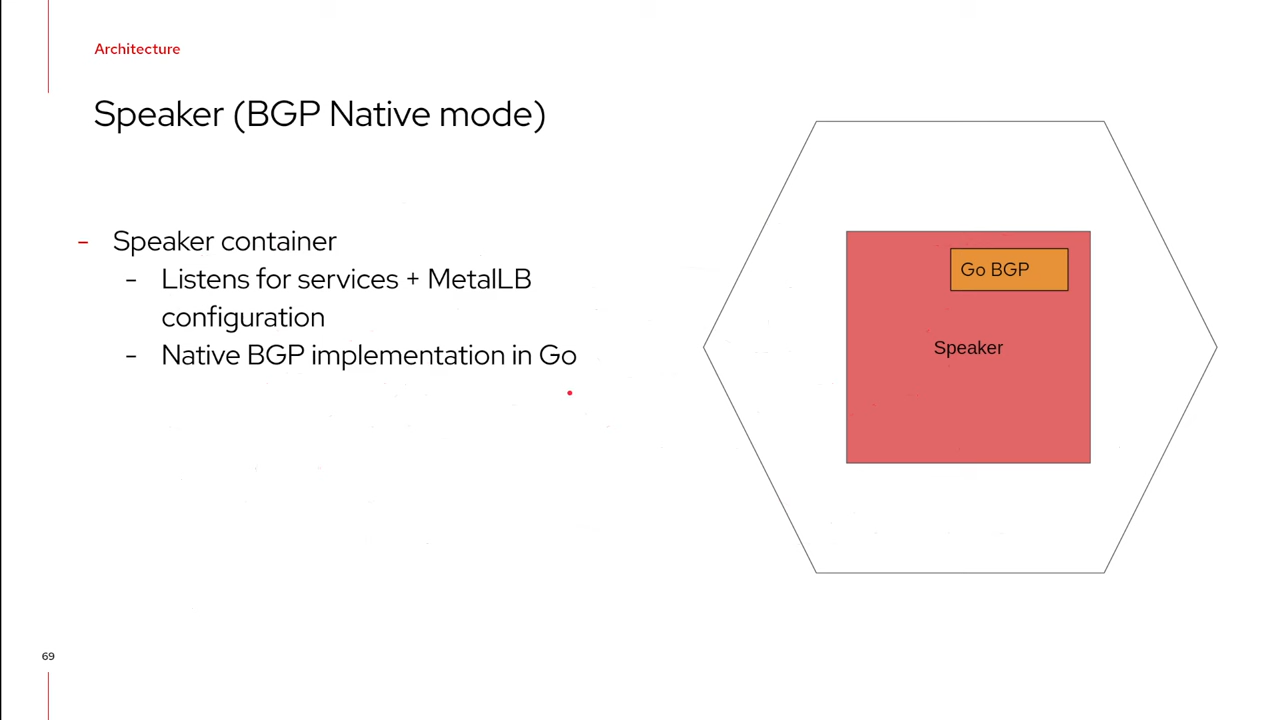 Architecture
Speaker (BGP Native mode)
- Speaker container
- Listens for services + MetalLB
configuration
- Native BGP implementation in Go
Go BGP
Speaker
69